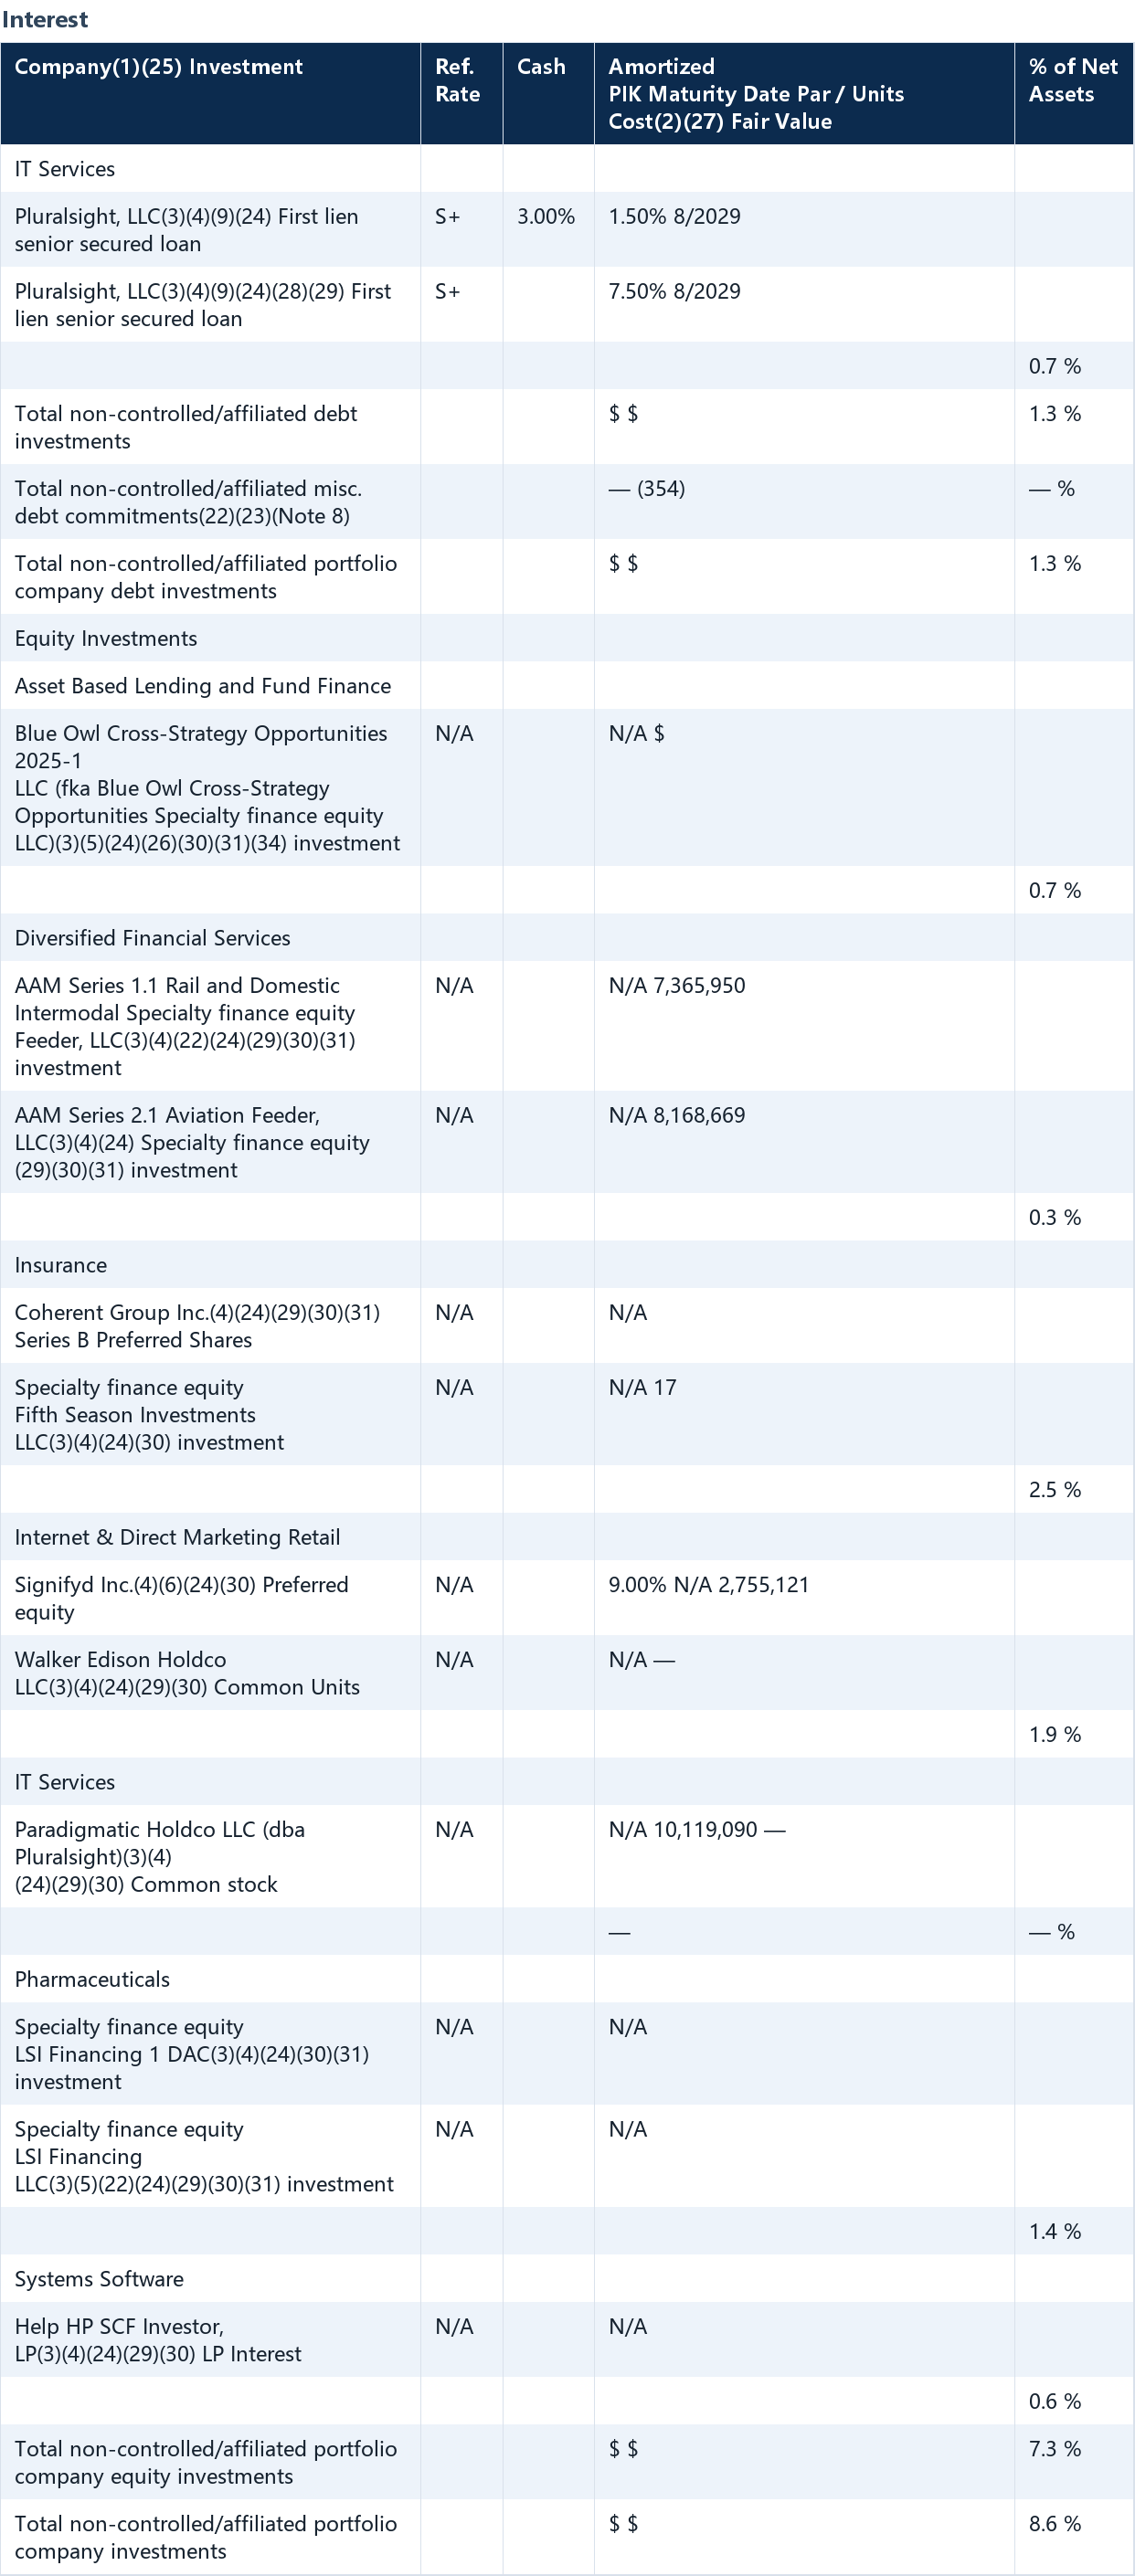 Interest
Company(1)(25) Investment
Ref.
Rate
Cash
Amortized
PIK Maturity Date Par / Units
Cost(2)(27) Fair Value
% of Net
Assets
IT Services
Pluralsight, LLC(3)(4)(9)(24) First lien
senior secured loan
S+
3.00%
1.50% 8/2029
Pluralsight, LLC(3)(4)(9)(24)(28)(29) First
lien senior secured loan
S+
7.50% 8/2029
0.7 %
Total non-controlled/affiliated debt
investments
$ $
1.3 %
Total non-controlled/affiliated misc.
debt commitments(22)(23)(Note 8)
— (354)
— %
Total non-controlled/affiliated portfolio
company debt investments
$ $
1.3 %
Equity Investments
Asset Based Lending and Fund Finance
Blue Owl Cross-Strategy Opportunities
2025-1
LLC (fka Blue Owl Cross-Strategy
Opportunities Specialty finance equity
LLC)(3)(5)(24)(26)(30)(31)(34) investment
N/A
N/A $
0.7 %
Diversified Financial Services
AAM Series 1.1 Rail and Domestic
Intermodal Specialty finance equity
Feeder, LLC(3)(4)(22)(24)(29)(30)(31)
investment
N/A
N/A 7,365,950
AAM Series 2.1 Aviation Feeder,
LLC(3)(4)(24) Specialty finance equity
(29)(30)(31) investment
N/A
N/A 8,168,669
0.3 %
Insurance
Coherent Group Inc.(4)(24)(29)(30)(31)
Series B Preferred Shares
N/A
N/A
Specialty finance equity
Fifth Season Investments
LLC(3)(4)(24)(30) investment
N/A
N/A 17
2.5 %
Internet & Direct Marketing Retail
Signifyd Inc.(4)(6)(24)(30) Preferred
equity
N/A
9.00% N/A 2,755,121
Walker Edison Holdco
LLC(3)(4)(24)(29)(30) Common Units
N/A
N/A —
1.9 %
IT Services
Paradigmatic Holdco LLC (dba
Pluralsight)(3)(4)
(24)(29)(30) Common stock
N/A
N/A 10,119,090 —
—
— %
Pharmaceuticals
Specialty finance equity
LSI Financing 1 DAC(3)(4)(24)(30)(31)
investment
N/A
N/A
Specialty finance equity
LSI Financing
LLC(3)(5)(22)(24)(29)(30)(31) investment
N/A
N/A
1.4 %
Systems Software
Help HP SCF Investor,
LP(3)(4)(24)(29)(30) LP Interest
N/A
N/A
0.6 %
Total non-controlled/affiliated portfolio
company equity investments
$ $
7.3 %
Total non-controlled/affiliated portfolio
company investments
$ $
8.6 %